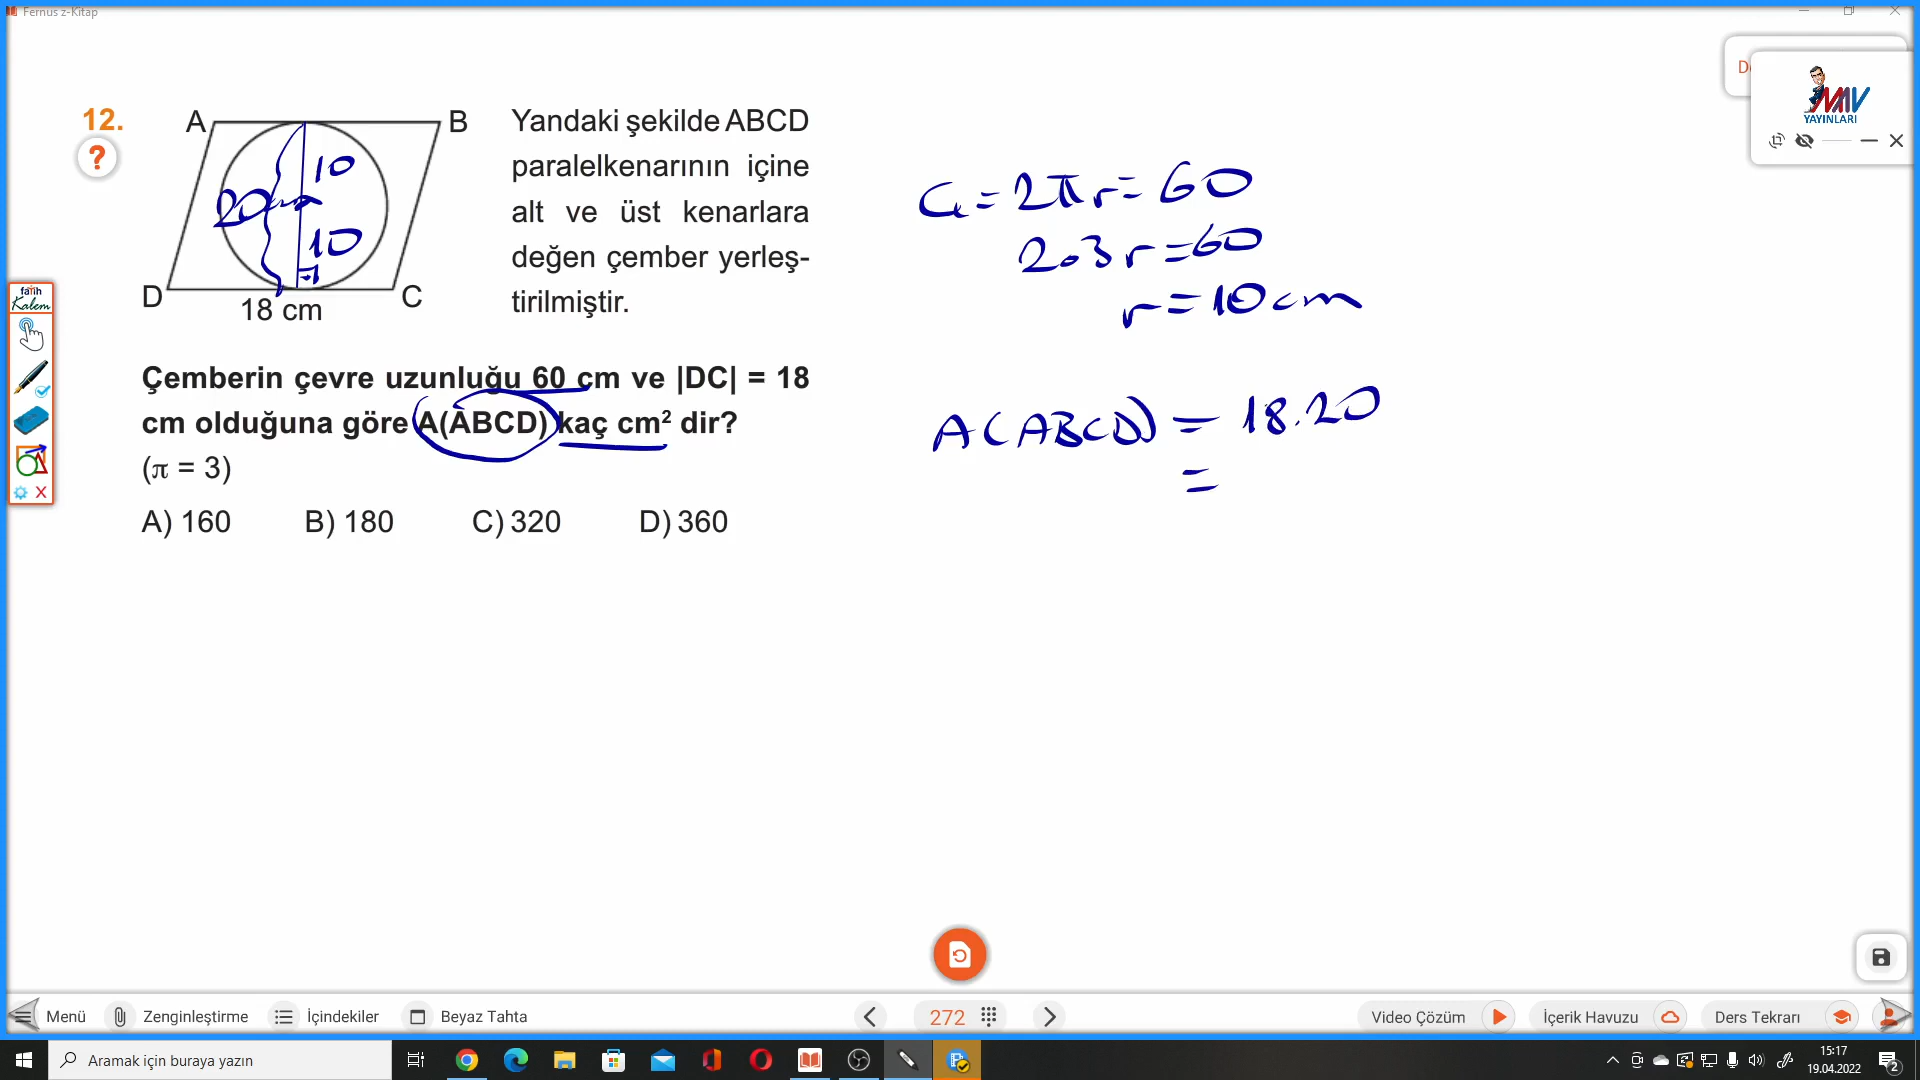 Fernus z-Kitap
MAV
YAYINLARI
12.
?
A
B
D
C
18 cm
10
20cm
10
Yandaki şekilde ABCD
paralelkenarının içine
alt ve üst kenarlara
değen çember yerleş-
tirilmiştir.
Çemberin çevre uzunluğu 60 cm ve |DC| = 18
cm olduğuna göre A(ABCD) kaç cm² dir?
(π = 3)
A) 160 B) 180 C) 320 D) 360
Ç = 2πr = 60
2.3 r = 60
r = 10 cm
A(ABCD) = 18.20
=
fatih
Kalem
X
Menü
Zenginleştirme
İçindekiler
Beyaz Tahta
272
Video Çözüm
İçerik Havuzu
Ders Tekrarı
Aramak için buraya yazın
15:17
19.04.2022
2